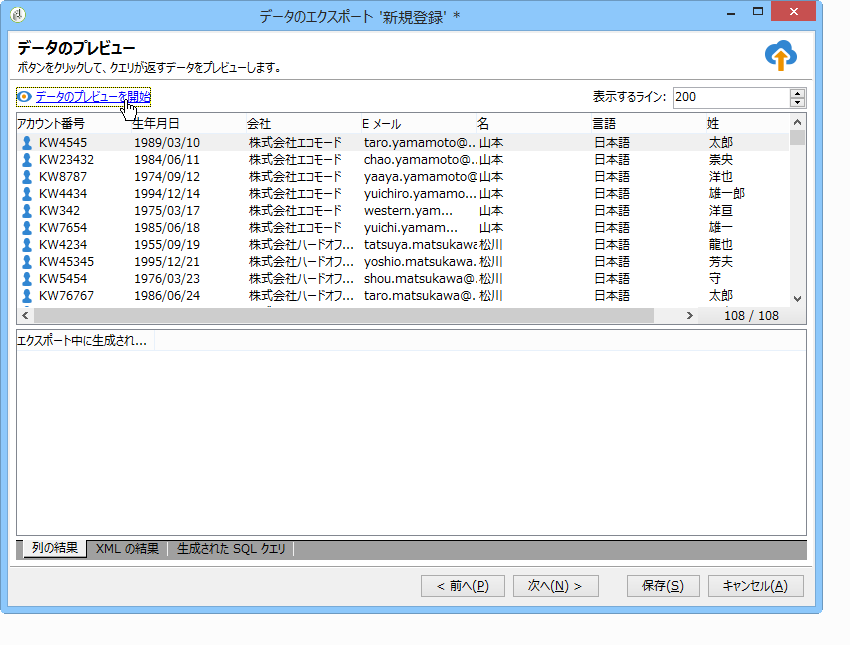 データのエクスポート '新規登録' *
データのプレビュー
ボタンをクリックして、クエリが返すデータをプレビューします。
データのプレビューを開始 表示するライン: 200
アカウント番号 生年月日 会社 E メール 名 言語 姓
KW4545 1989/03/10 株式会社エコモード taro.yamamoto@... 山本 日本語 太郎
KW23432 1984/06/11 株式会社エコモード chao.yamamoto@... 山本 日本語 崇央
KW8787 1974/09/12 株式会社エコモード yaaya.yamamoto@ 山本 日本語 洋也
KW4434 1994/12/14 株式会社エコモード yuichiro.yamamo... 山本 日本語 雄一郎
KW342 1975/03/17 株式会社エコモード western.yam... 山本 日本語 洋亘
KW7654 1985/06/18 株式会社エコモード yuichi.yamam... 山本 日本語 雄一
KW4234 1955/09/19 株式会社ハードオフ... tatsuya.matsukawa 松川 日本語 龍也
KW45345 1995/12/21 株式会社ハードオフ... yoshio.matsukawa. 松川 日本語 芳夫
KW5454 1976/03/23 株式会社ハードオフ... shou.matsukawa@. 松川 日本語 守
KW76767 1986/06/24 株式会社ハードオフ... taro.matsukawa@. 松川 日本語 太郎
108 / 108
エクスポート中に生成され...
列の結果 XML の結果 生成された SQL クエリ
< 前へ(P) 次へ(N) > 保存(S) キャンセル(A)